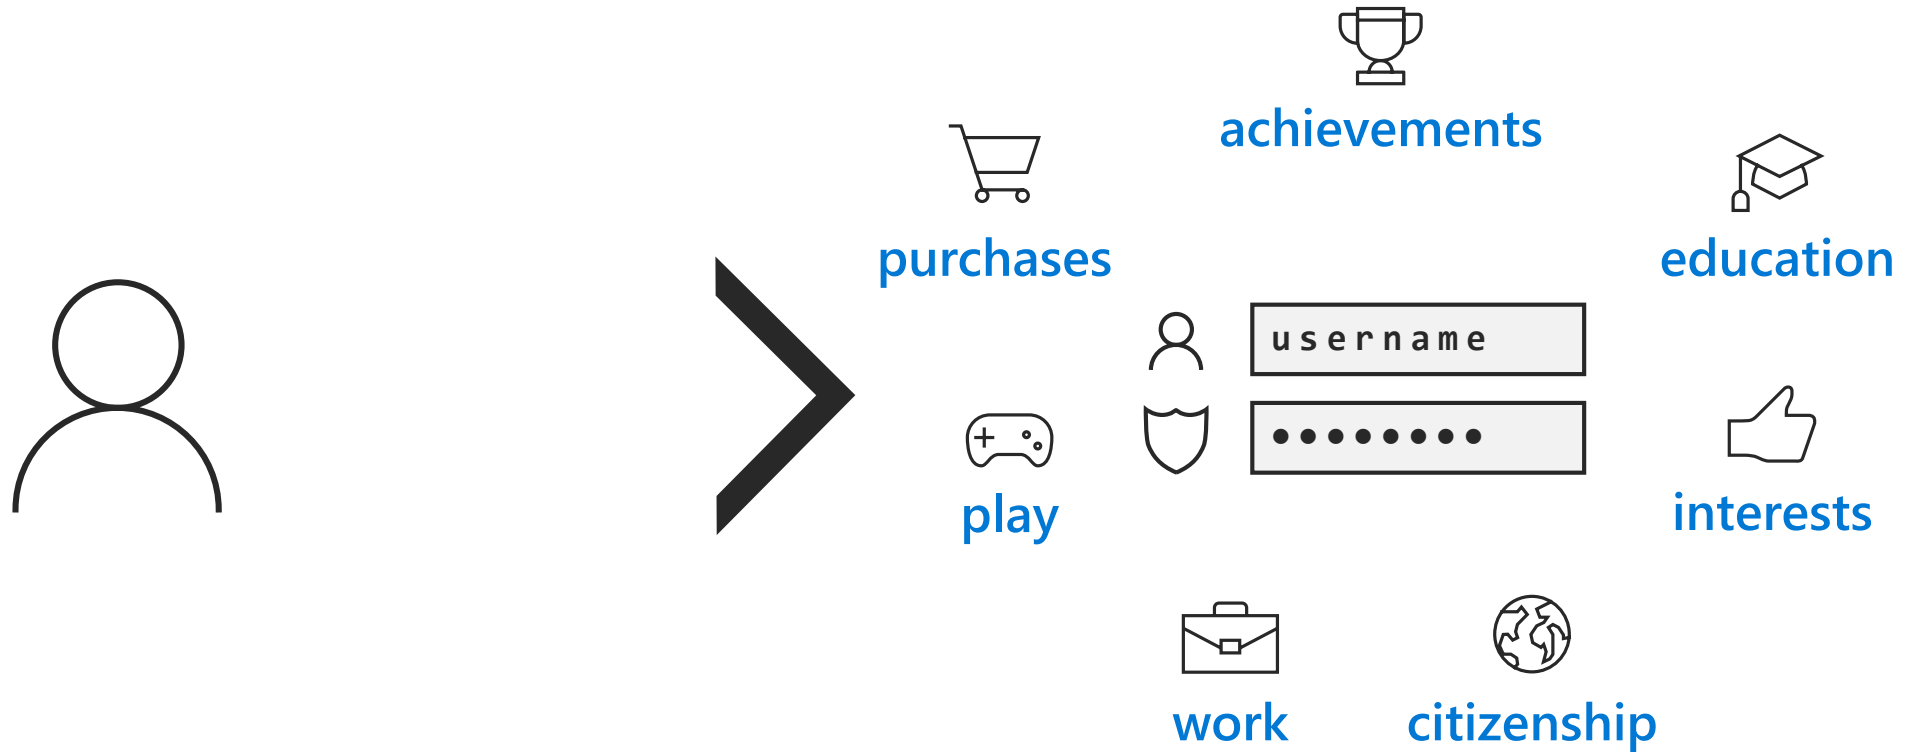 achievements
purchases
education
username
play
interests
work
citizenship